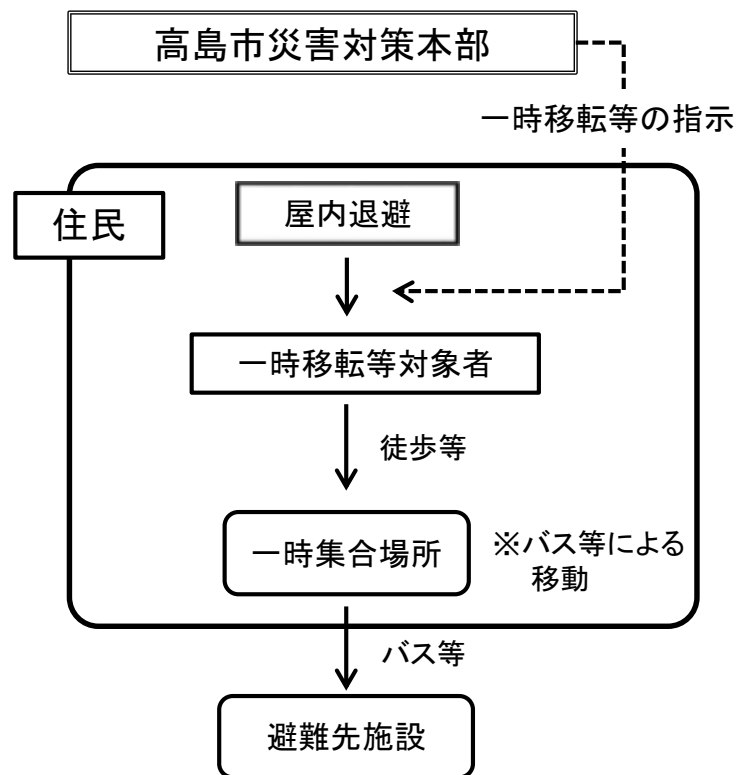 高島市災害対策本部
一時移転等の指示
住民
屋内退避
一時移転等対象者
徒歩等
一時集合場所
※バス等による
移動
バス等
避難先施設